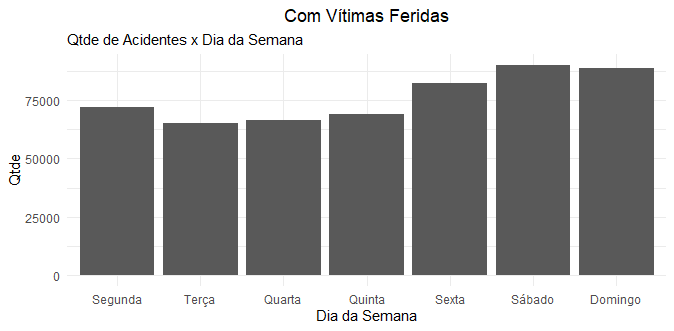 Com Vítimas Feridas
Qtde de Acidentes x Dia da Semana
Qtde
75000
50000
25000
0
Segunda Terça Quarta Quinta Sexta Sábado Domingo
Dia da Semana